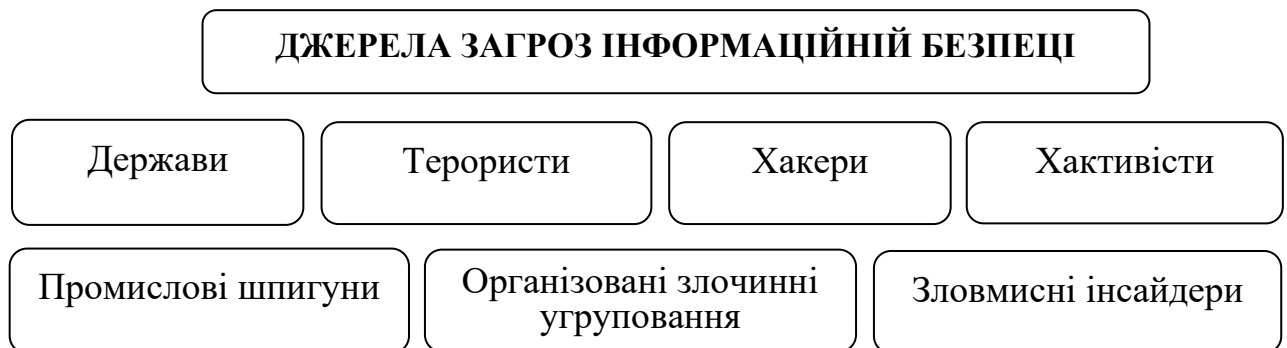 ДЖЕРЕЛА ЗАГРОЗ ІНФОРМАЦІЙНІЙ БЕЗПЕЦІ
Держави
Терористи
Хакери
Хактивісти
Промислові шпигуни
Організовані злочинні
угруповання
Зловмисні інсайдери